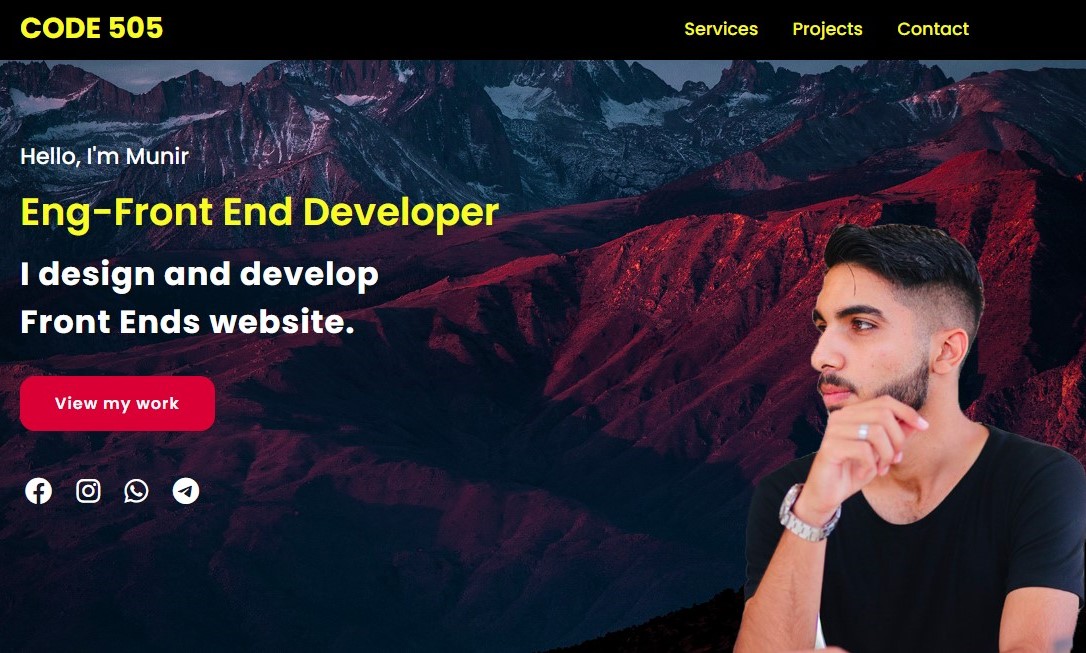 CODE 505
Services Projects Contact
Hello, I'm Munir
Eng-Front End Developer
I design and develop
Front Ends website.
View my work